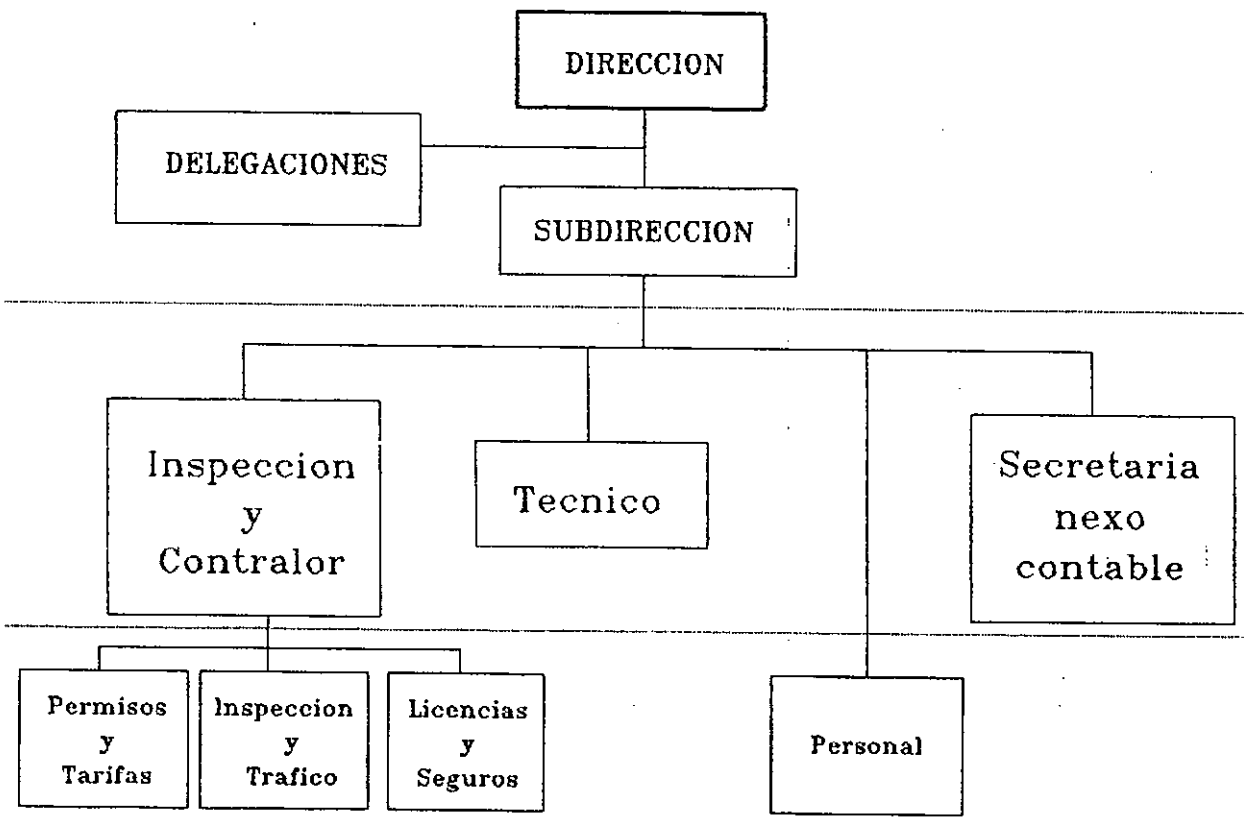 DIRECCION
DELEGACIONES
SUBDIRECCION
Inspeccion
y
Contralor
Tecnico
Secretaria
nexo
contable
Permisos
y
Tarifas
Inspeccion
y
Trafico
Licencias
y
Seguros
Personal